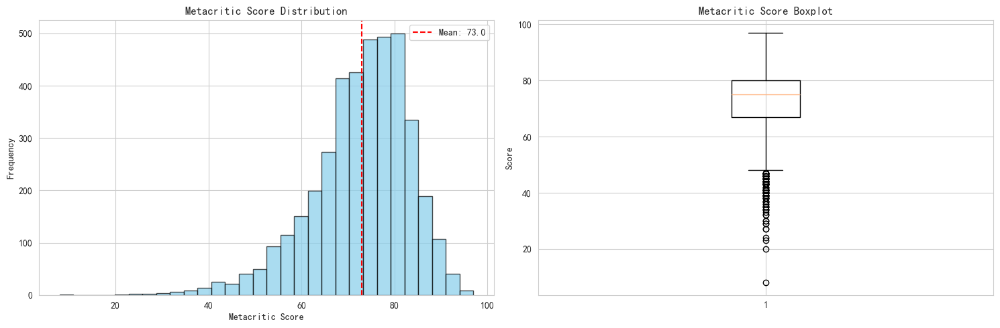 Metacritic Score Distribution
500
400
300
200
100
0
Frequency
20
40
60
80
100
Metacritic Score
Mean: 73.0
Metacritic Score Boxplot
100
80
60
40
20
Score
1